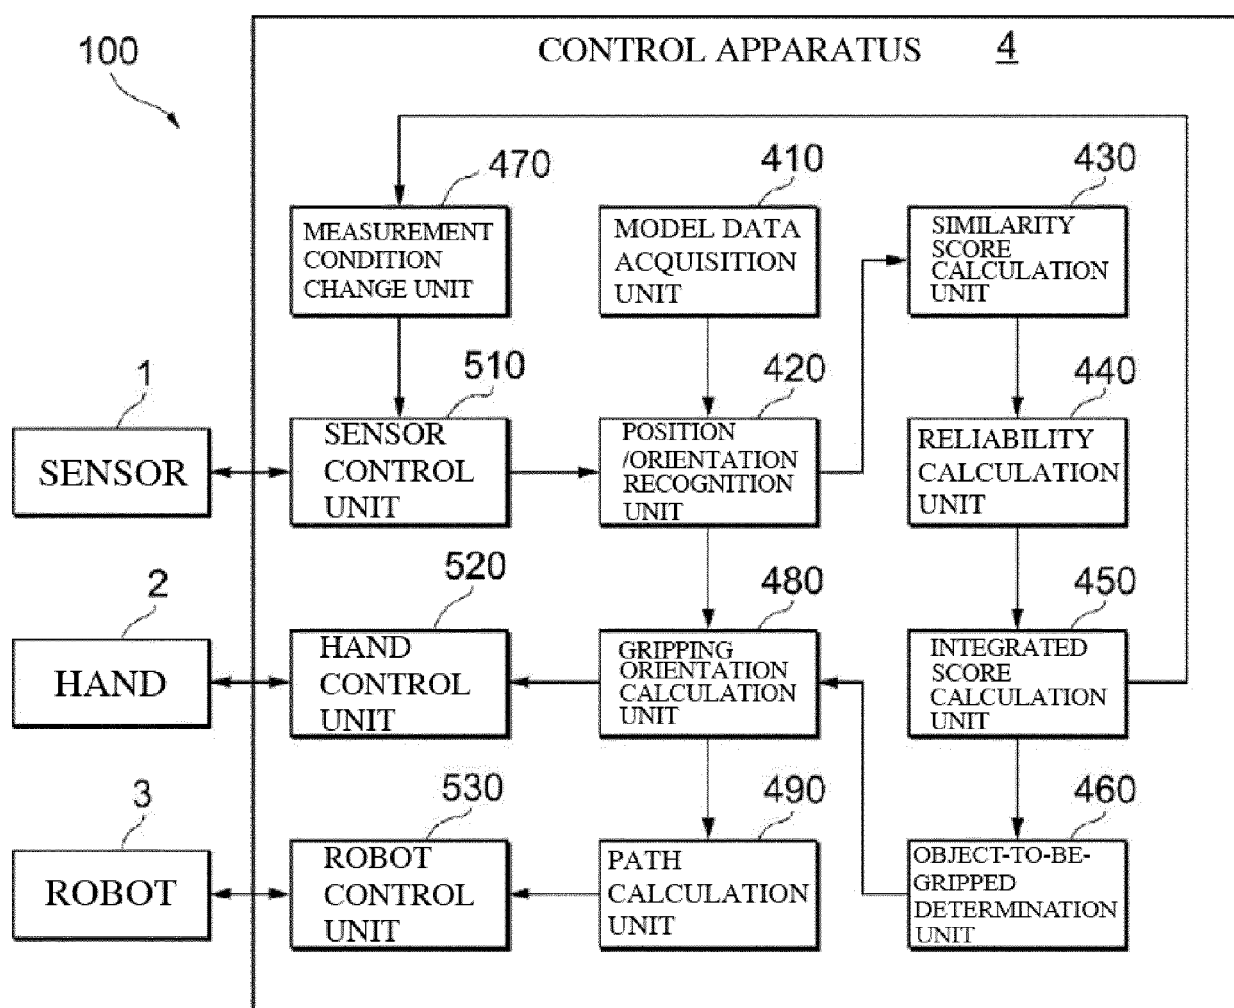 CONTROL APPARATUS 4
100
470
410
430
MEASUREMENT
CONDITION
CHANGE UNIT
MODEL DATA
ACQUISITION
UNIT
SIMILARITY
SCORE
CALCULATION
UNIT
1
510
420
440
SENSOR
SENSOR
CONTROL
UNIT
POSITION
/ORIENTATION
RECOGNITION
UNIT
RELIABILITY
CALCULATION
UNIT
2
520
480
450
HAND
HAND
CONTROL
UNIT
GRIPPING
ORIENTATION
CALCULATION
UNIT
INTEGRATED
SCORE
CALCULATION
UNIT
3
530
490
460
ROBOT
ROBOT
CONTROL
UNIT
PATH
CALCULATION
UNIT
OBJECT-TO-BE-
GRIPPED
DETERMINATION
UNIT